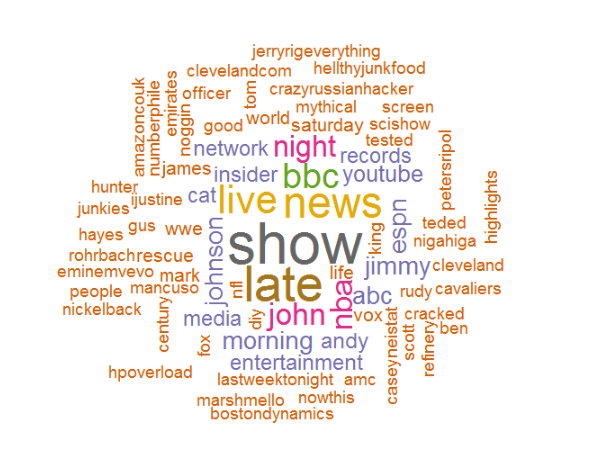 jerryrigeverything
clevelandcom
hellthyjunkfood
crazyrussianhacker
officer
tom
mythical
screen
amazoncouk
numberphile
emirates
noggin
good
world
saturday
scischow
tested
network
night
records
petersripol
highlights
james
insider
bbc
youtube
hunter
ijustine
cat
live
news
espn
junkies
gus
wwe
johnson
show
king
teded
nigahiga
hayes
rohrbach
rescue
eminemvevo
mark
nfl
late
life
jimmy
cleveland
people
mancuso
nba
abc
rudy
cavaliers
nickelback
century
media
diy
john
vox
cracked
fox
morning
andy
caseyneistat
scott
refinery
ben
entertainment
hpoverload
lastweektonight
amc
marshmello
nowthis
bostondynamics